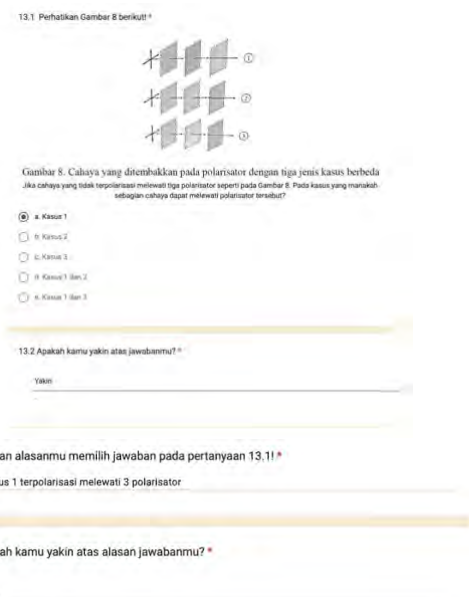 13.1 Perhatikan Gambar 8 berikut! *
①
②
③
Gambar 8. Cahaya yang ditembakkan pada polarisator dengan tiga jenis kasus berbeda
Jika cahaya yang tidak terpolarisasi melewati tiga polarisator seperti pada Gambar 8. Pada kasus yang manakah
sebagian cahaya dapat melewati polarisator tersebut?
a. Kasus 1
b. Kasus 2
c. Kasus 3
d. Kasus 1 dan 2
e. Kasus 1 dan 3
13.2 Apakah kamu yakin atas jawabanmu? *
Yakin
an alasanmu memilih jawaban pada pertanyaan 13.1! *
us 1 terpolarisasi melewati 3 polarisator
ah kamu yakin atas alasan jawabanmu? *